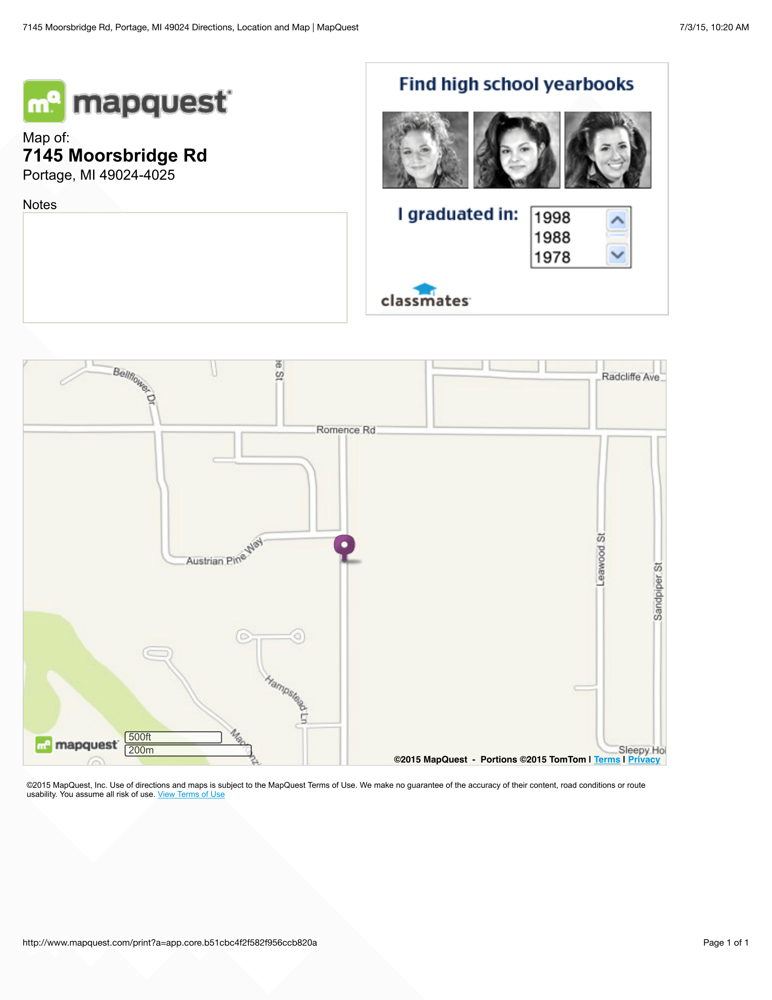 7145 Moorsbridge Rd, Portage, MI 49024 Directions, Location and Map | MapQuest
7/3/15, 10:20 AM
mq mapquest
Map of:
7145 Moorsbridge Rd
Portage, MI 49024-4025
Notes
Find high school yearbooks
I graduated in:
1998
1988
1978
classmates
Bellflower Dr
e St
Radcliffe Ave
Romence Rd
Austrian Pine Way
Leawood St
Sandpiper St
Hampstead Ln
MacKenzi
mq mapquest
500ft
200m
Sleepy Hol
©2015 MapQuest - Portions ©2015 TomTom | Terms | Privacy
©2015 MapQuest, Inc. Use of directions and maps is subject to the MapQuest Terms of Use. We make no guarantee of the accuracy of their content, road conditions or route
usability. You assume all risk of use. View Terms of Use
http://www.mapquest.com/print?a=app.core.b51cbc4f2f582f956ccb820a
Page 1 of 1